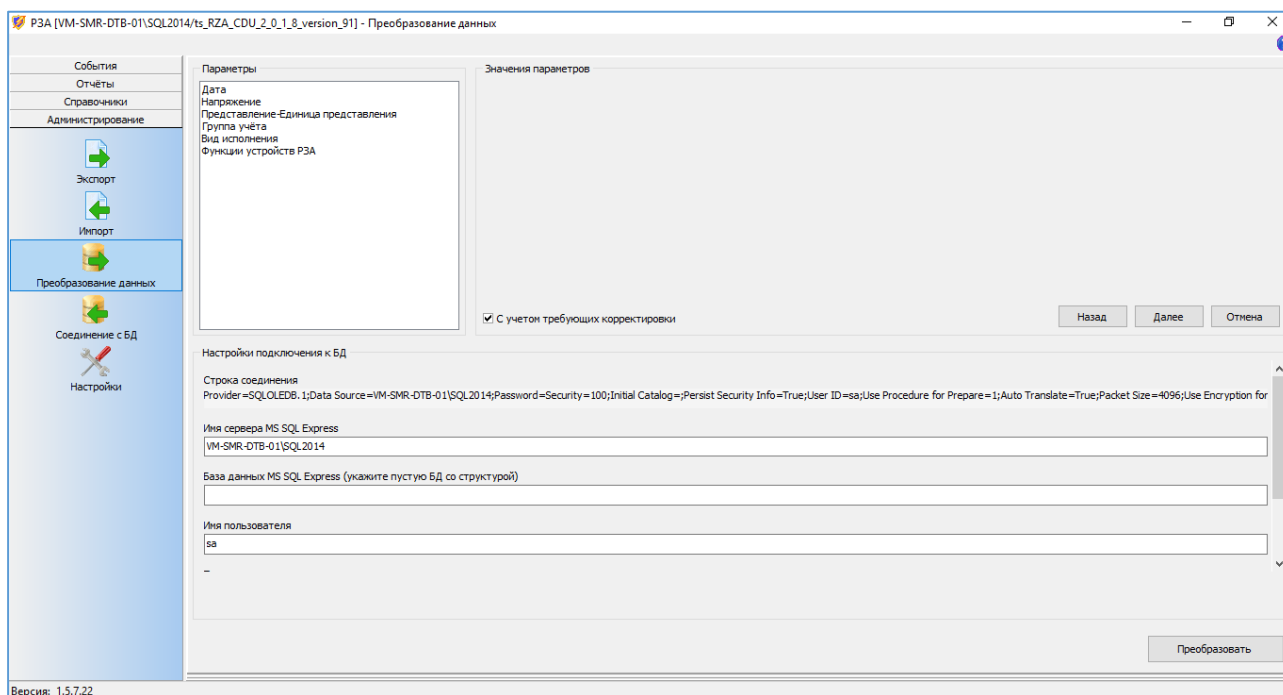 РЗА [VM-SMR-DTB-01\SQL2014/ts_RZA_CDU_2_0_1_8_version_91] - Преобразование данных
События
Отчёты
Справочники
Администрирование
Экспорт
Импорт
Преобразование данных
Соединение с БД
Настройки
Параметры
Дата
Напряжение
Представление-Единица представления
Группа учёта
Вид исполнения
Функции устройств РЗА
Значения параметров
С учетом требующих корректировки
Назад
Далее
Отмена
Настройки подключения к БД
Строка соединения
Provider=SQLOLEDB.1;Data Source=VM-SMR-DTB-01\SQL2014;Password=Security=100;Initial Catalog=;Persist Security Info=True;User ID=sa;Use Procedure for Prepare=1;Auto Translate=True;Packet Size=4096;Use Encryption for
Имя сервера MS SQL Express
VM-SMR-DTB-01\SQL2014
База данных MS SQL Express (укажите пустую БД со структурой)
Имя пользователя
sa
Преобразовать
Версия: 1.5.7.22